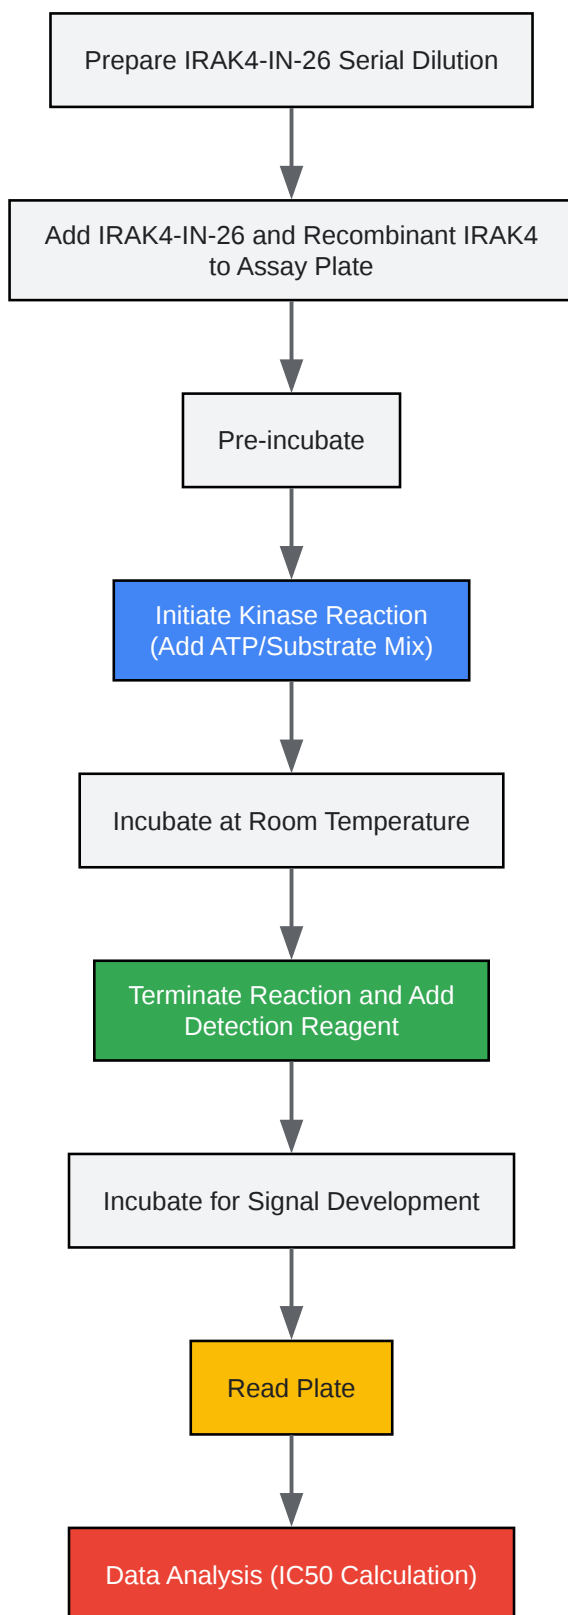 Prepare IRAK4-IN-26 Serial Dilution
Add IRAK4-IN-26 and Recombinant IRAK4
to Assay Plate
Pre-incubate
Initiate Kinase Reaction
(Add ATP/Substrate Mix)
Incubate at Room Temperature
Terminate Reaction and Add
Detection Reagent
Incubate for Signal Development
Read Plate
Data Analysis (IC50 Calculation)